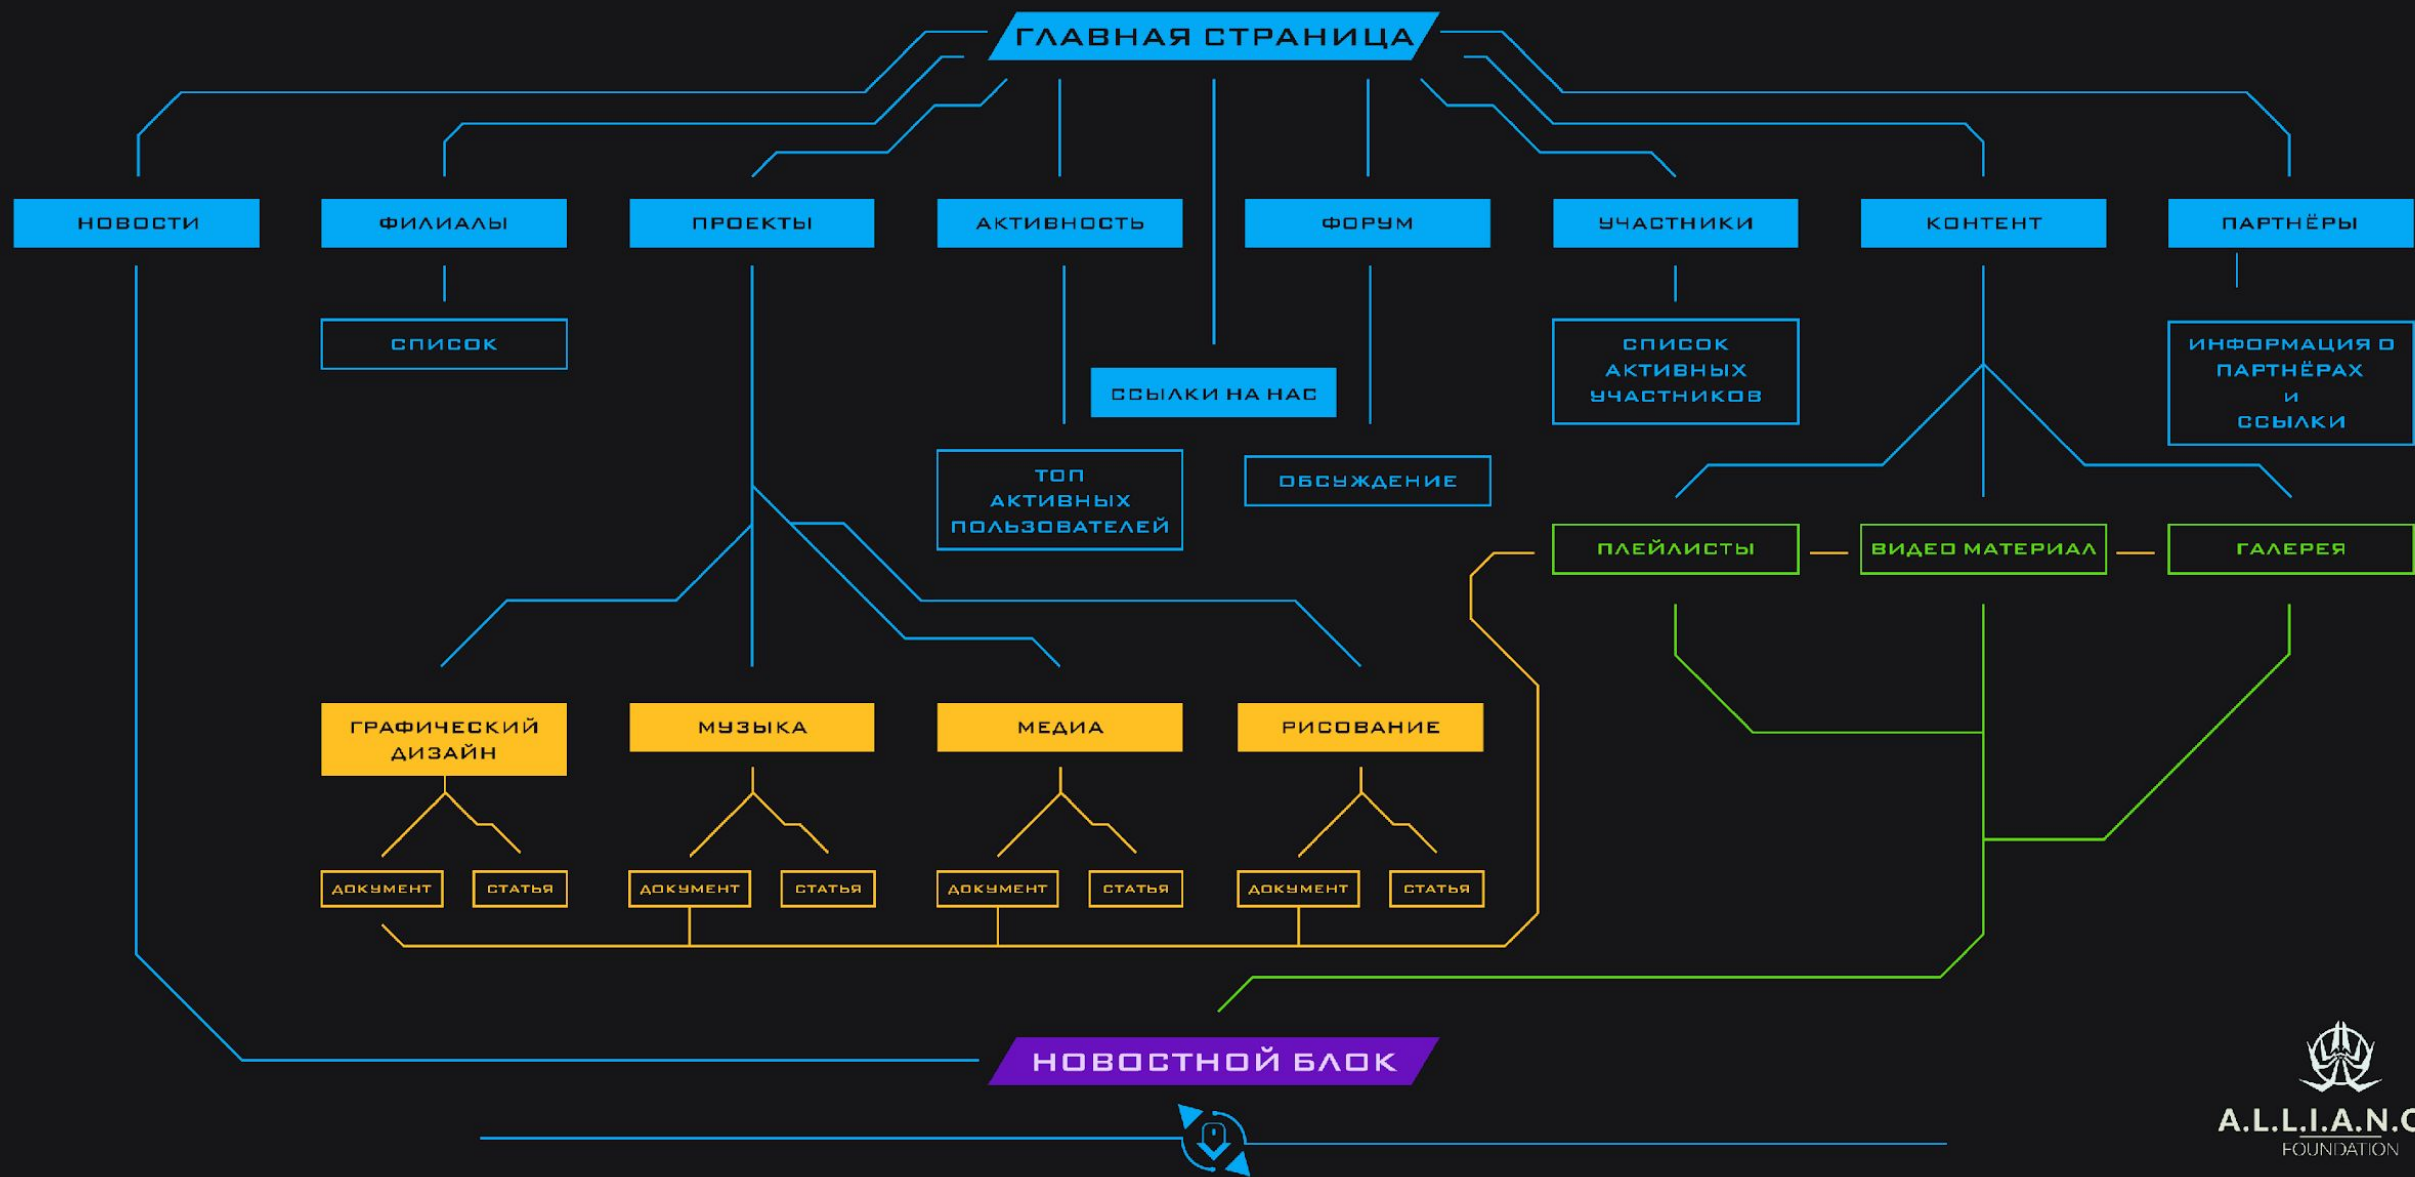 ГЛАВНАЯ СТРАНИЦА
НОВОСТИ
ФИЛИАЛЫ
ПРОЕКТЫ
АКТИВНОСТЬ
ФОРУМ
УЧАСТНИКИ
КОНТЕНТ
ПАРТНЁРЫ
СПИСОК
ССЫЛКИ НА НАС
СПИСОК
АКТИВНЫХ
УЧАСТНИКОВ
ИНФОРМАЦИЯ О
ПАРТНЁРАХ
И
ССЫЛКИ
ТОП
АКТИВНЫХ
ПОЛЬЗОВАТЕЛЕЙ
ОБСУЖДЕНИЕ
ПЛЕЙЛИСТЫ
ВИДЕО МАТЕРИАЛ
ГАЛЕРЕЯ
ГРАФИЧЕСКИЙ
ДИЗАЙН
МУЗЫКА
МЕДИА
РИСОВАНИЕ
ДОКУМЕНТ
СТАТЬЯ
ДОКУМЕНТ
СТАТЬЯ
ДОКУМЕНТ
СТАТЬЯ
ДОКУМЕНТ
СТАТЬЯ
НОВОСТНОЙ БЛОК
A.L.L.I.A.N.C
FOUNDATION